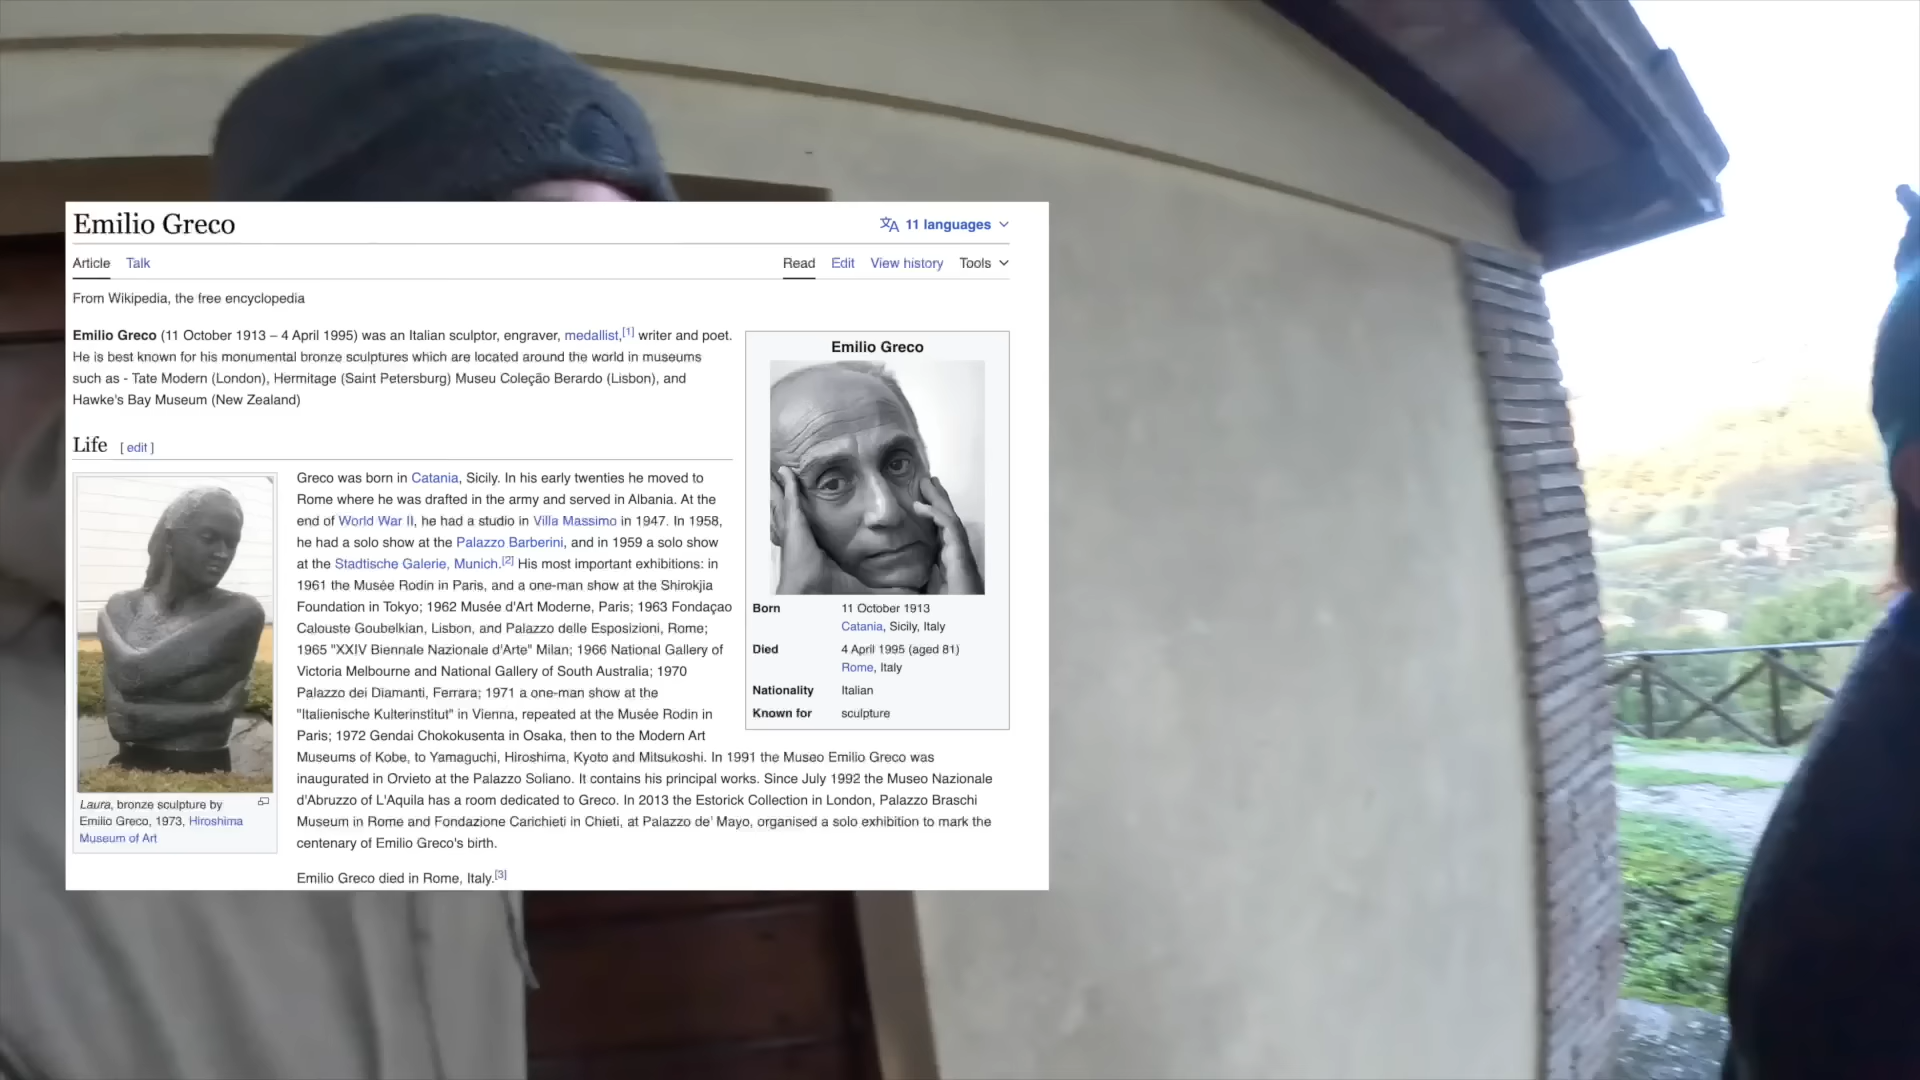 Emilio Greco
11 languages
Article Talk
Read Edit View history Tools
From Wikipedia, the free encyclopedia
Emilio Greco (11 October 1913 – 4 April 1995) was an Italian sculptor, engraver, medallist,[1] writer and poet.
He is best known for his monumental bronze sculptures which are located around the world in museums
such as - Tate Modern (London), Hermitage (Saint Petersburg) Museu Coleção Berardo (Lisbon), and
Hawke's Bay Museum (New Zealand)
Life [ edit ]
Greco was born in Catania, Sicily. In his early twenties he moved to
Rome where he was drafted in the army and served in Albania. At the
end of World War II, he had a studio in Villa Massimo in 1947. In 1958,
he had a solo show at the Palazzo Barberini, and in 1959 a solo show
at the Stadtische Galerie, Munich.[2] His most important exhibitions: in
1961 the Musée Rodin in Paris, and a one-man show at the Shirokjia
Foundation in Tokyo; 1962 Musée d'Art Moderne, Paris; 1963 Fondaçao
Calouste Goubelkian, Lisbon, and Palazzo delle Esposizioni, Rome;
1965 "XXIV Biennale Nazionale d'Arte" Milan; 1966 National Gallery of
Victoria Melbourne and National Gallery of South Australia; 1970
Palazzo dei Diamanti, Ferrara; 1971 a one-man show at the
"Italienische Kulterinstitut" in Vienna, repeated at the Musée Rodin in
Paris; 1972 Gendai Chokokusenta in Osaka, then to the Modern Art
Museums of Kobe, to Yamaguchi, Hiroshima, Kyoto and Mitsukoshi. In 1991 the Museo Emilio Greco was
inaugurated in Orvieto at the Palazzo Soliano. It contains his principal works. Since July 1992 the Museo Nazionale
d'Abruzzo of L'Aquila has a room dedicated to Greco. In 2013 the Estorick Collection in London, Palazzo Braschi
Museum in Rome and Fondazione Carichieti in Chieti, at Palazzo de' Mayo, organised a solo exhibition to mark the
centenary of Emilio Greco's birth.
Emilio Greco died in Rome, Italy.[3]
Laura, bronze sculpture by
Emilio Greco, 1973, Hiroshima
Museum of Art
Emilio Greco
Born 11 October 1913
Catania, Sicily, Italy
Died 4 April 1995 (aged 81)
Rome, Italy
Nationality Italian
Known for sculpture